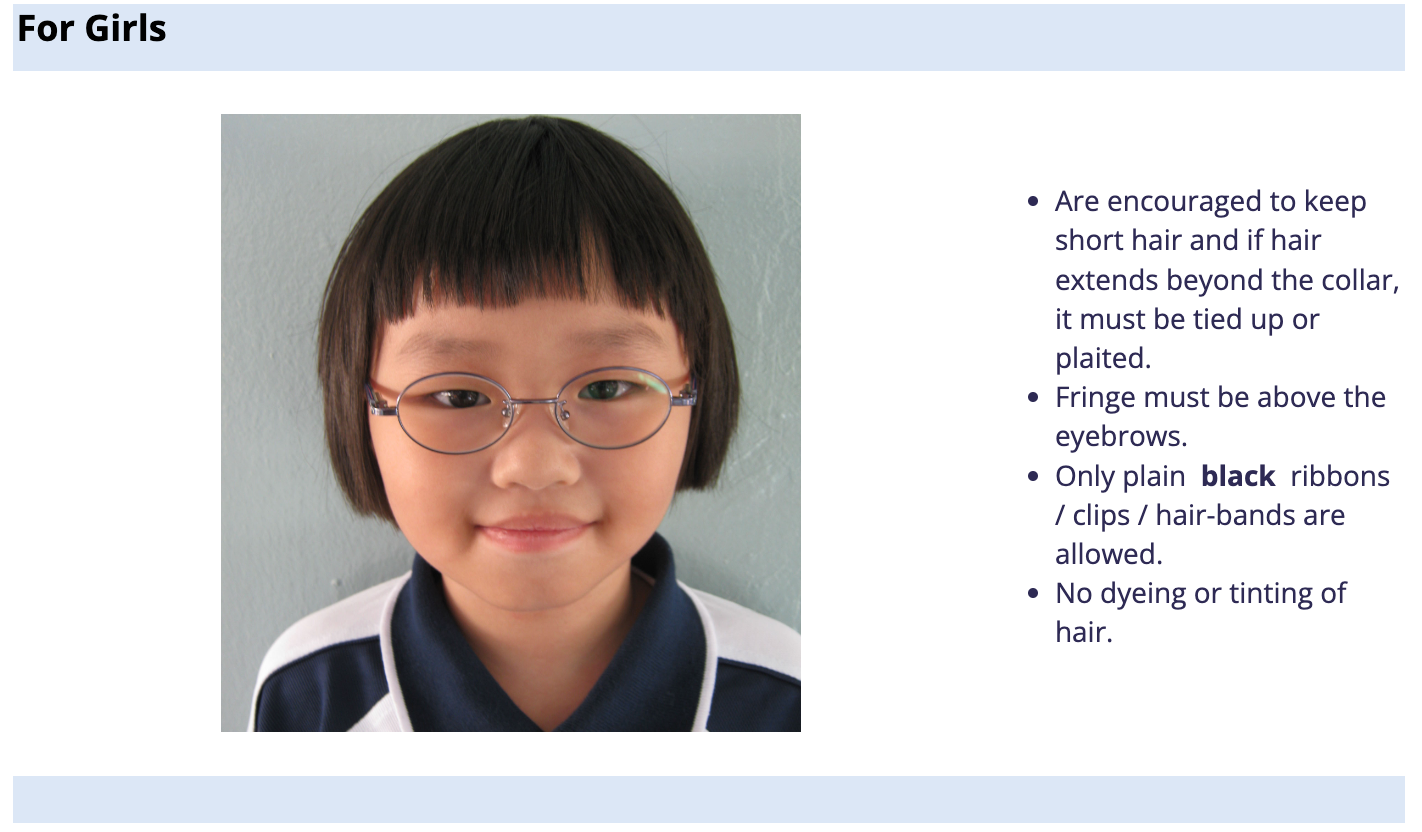 For Girls
Are encouraged to keep
short hair and if hair
extends beyond the collar,
it must be tied up or
plaited.
Fringe must be above the
eyebrows.
Only plain black ribbons
/ clips / hair-bands are
allowed.
No dyeing or tinting of
hair.